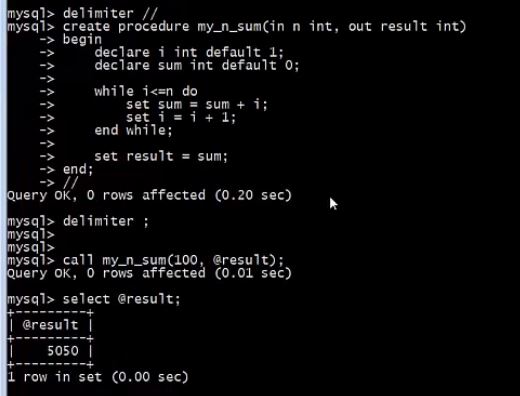 mysql> delimiter //
mysql> create procedure my_n_sum(in n int, out result int)
    -> begin
    ->     declare i int default 1;
    ->     declare sum int default 0;
    ->
    ->     while i<=n do
    ->         set sum = sum + i;
    ->         set i = i + 1;
    ->     end while;
    ->
    ->     set result = sum;
    -> end;
    -> //
Query OK, 0 rows affected (0.20 sec)

mysql> delimiter ;
mysql>
mysql>
mysql> call my_n_sum(100, @result);
Query OK, 0 rows affected (0.01 sec)

mysql> select @result;
+---------+
| @result |
+---------+
|    5050 |
+---------+
1 row in set (0.00 sec)